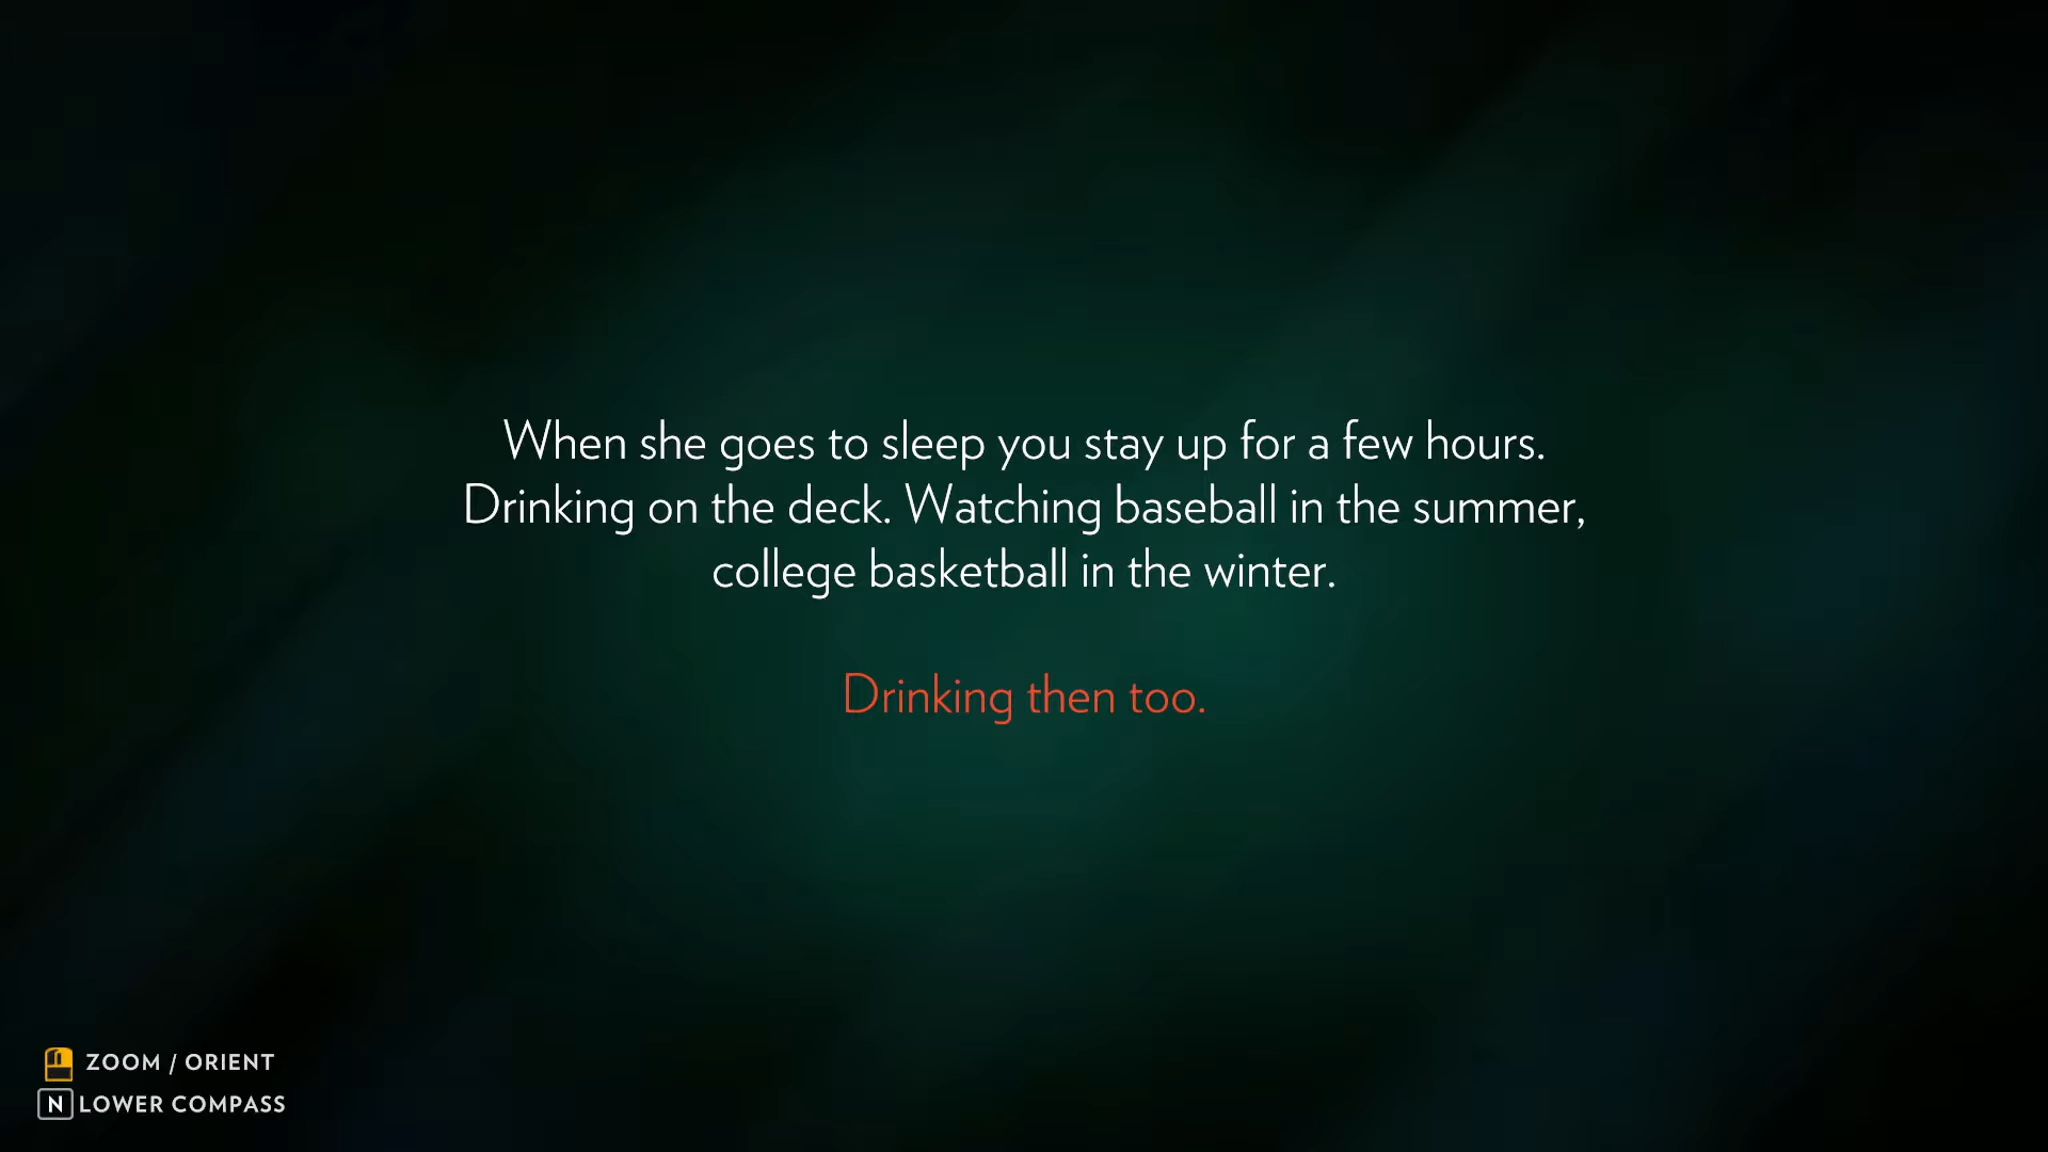 When she goes to sleep you stay up for a few hours.
Drinking on the deck. Watching baseball in the summer,
college basketball in the winter.
Drinking then too.
ZOOM / ORIENT
N LOWER COMPASS